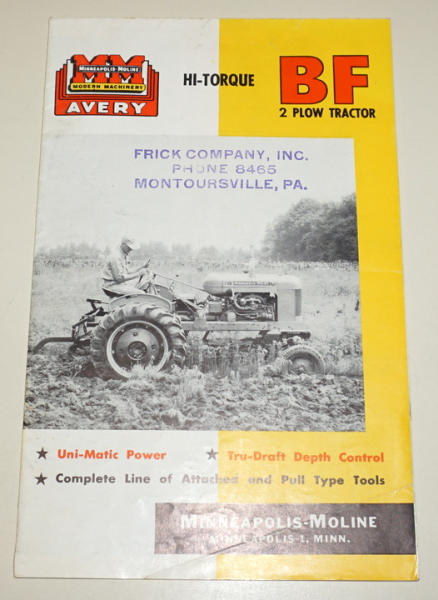 MM
MINNEAPOLIS-MOLINE
MODERN MACHINERY
AVERY
HI-TORQUE
BF
2 PLOW TRACTOR
FRICK COMPANY, INC.
PHONE 8465
MONTOURSVILLE, PA.
★ Uni-Matic Power ★ Tru-Draft Depth Control
★ Complete Line of Attached and Pull Type Tools
MINNEAPOLIS-MOLINE
MINNEAPOLIS-1, MINN.